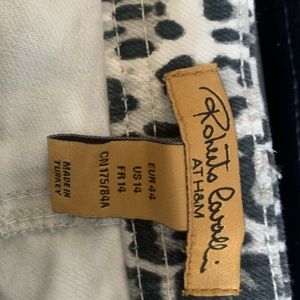 Roberto Cavalli
AT H&M
EUR 44
US 14
FR 14
CN 175/84A
MADE IN
TURKEY